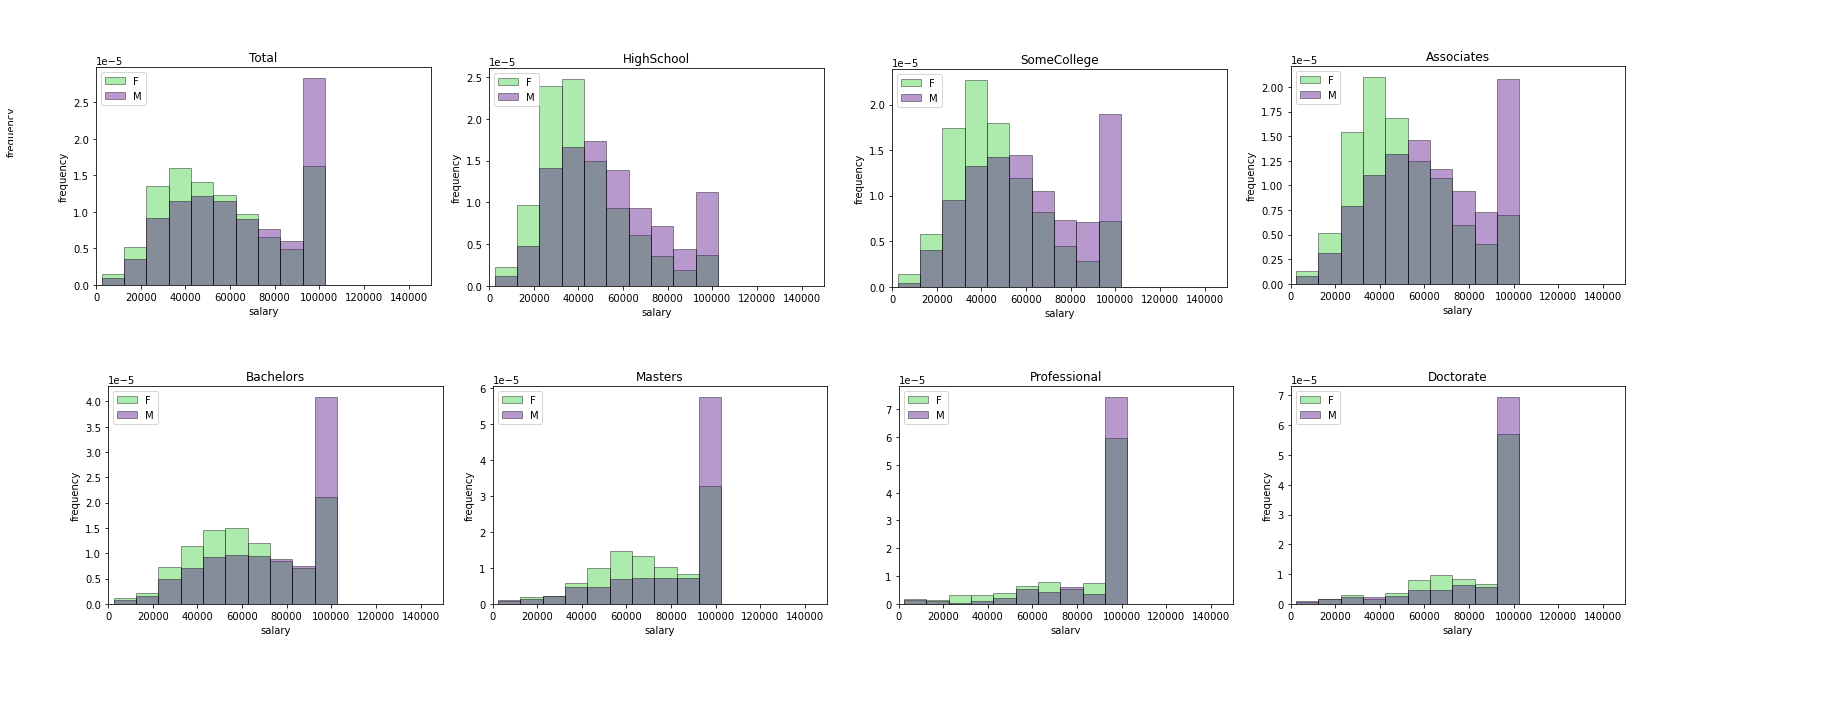 frequency
Total
1e−5
F
M
2.5
2.0
1.5
1.0
0.5
0.0
frequency
0 20000 40000 60000 80000 100000 120000 140000
salary
HighSchool
1e−5
F
M
2.5
2.0
1.5
1.0
0.5
0.0
frequency
0 20000 40000 60000 80000 100000 120000 140000
salary
SomeCollege
1e−5
F
M
2.0
1.5
1.0
0.5
0.0
frequency
0 20000 40000 60000 80000 100000 120000 140000
salary
Associates
1e−5
F
M
2.00
1.75
1.50
1.25
1.00
0.75
0.50
0.25
0.00
frequency
0 20000 40000 60000 80000 100000 120000 140000
salary
Bachelors
1e−5
F
M
4.0
3.5
3.0
2.5
2.0
1.5
1.0
0.5
0.0
frequency
0 20000 40000 60000 80000 100000 120000 140000
salary
Masters
1e−5
F
M
6
5
4
3
2
1
0
frequency
0 20000 40000 60000 80000 100000 120000 140000
salary
Professional
1e−5
F
M
7
6
5
4
3
2
1
0
frequency
0 20000 40000 60000 80000 100000 120000 140000
salary
Doctorate
1e−5
F
M
7
6
5
4
3
2
1
0
frequency
0 20000 40000 60000 80000 100000 120000 140000
salary